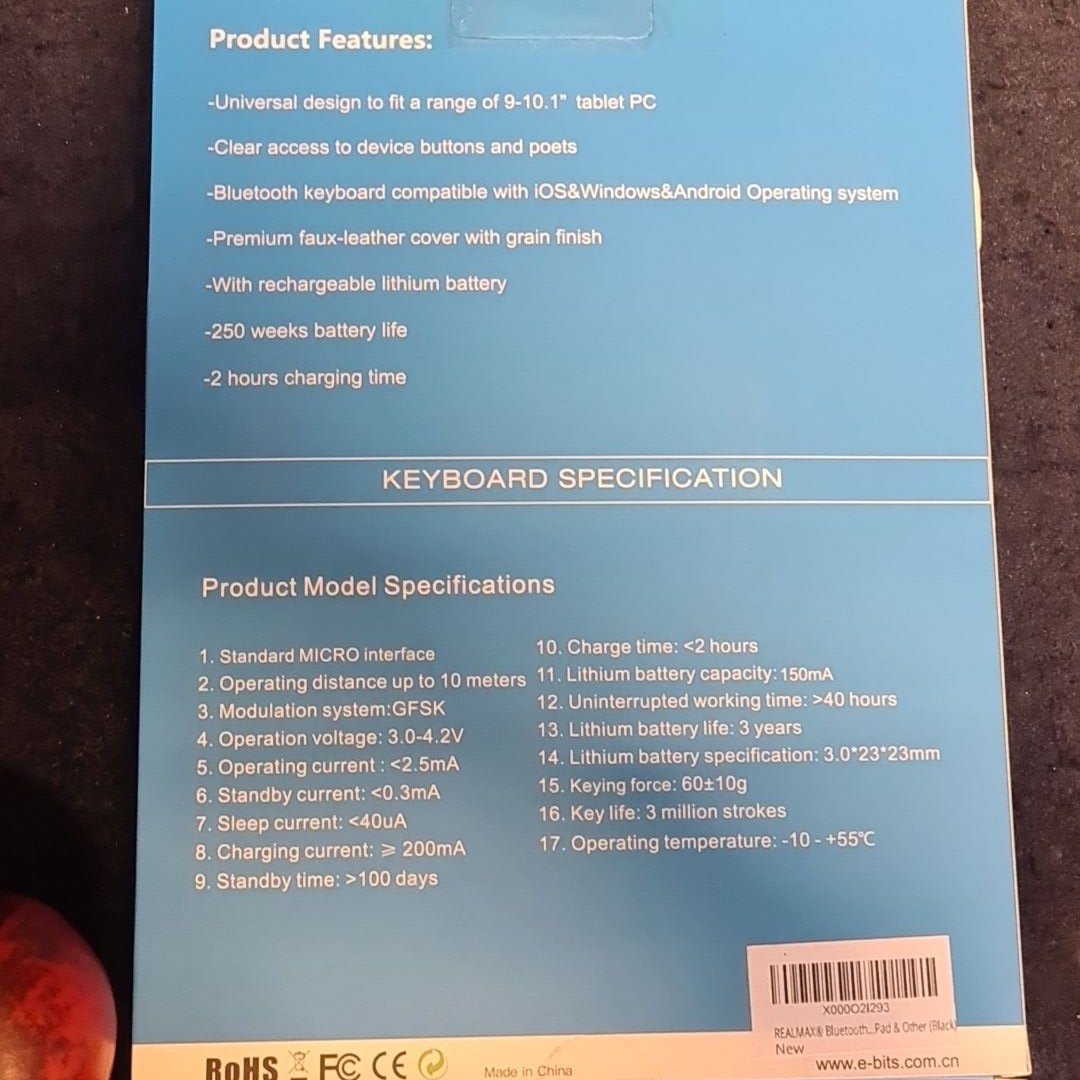 Product Features:
-Universal design to fit a range of 9-10.1" tablet PC
-Clear access to device buttons and poets
-Bluetooth keyboard compatible with iOS&Windows&Android Operating system
-Premium faux-leather cover with grain finish
-With rechargeable lithium battery
-250 weeks battery life
-2 hours charging time
KEYBOARD SPECIFICATION
Product Model Specifications
1. Standard MICRO interface
2. Operating distance up to 10 meters
3. Modulation system:GFSK
4. Operation voltage: 3.0-4.2V
5. Operating current : <2.5mA
6. Standby current: <0.3mA
7. Sleep current: <40uA
8. Charging current: ⩾ 200mA
9. Standby time: >100 days
10. Charge time: <2 hours
11. Lithium battery capacity: 150mA
12. Uninterrupted working time: >40 hours
13. Lithium battery life: 3 years
14. Lithium battery specification: 3.0*23*23mm
15. Keying force: 60±10g
16. Key life: 3 million strokes
17. Operating temperature: -10 - +55℃
X000O2I293
REALMAX® Bluetooth...Pad & Other (Black
New
RoHS FC CE
Made in China
www.e-bits.com.cn